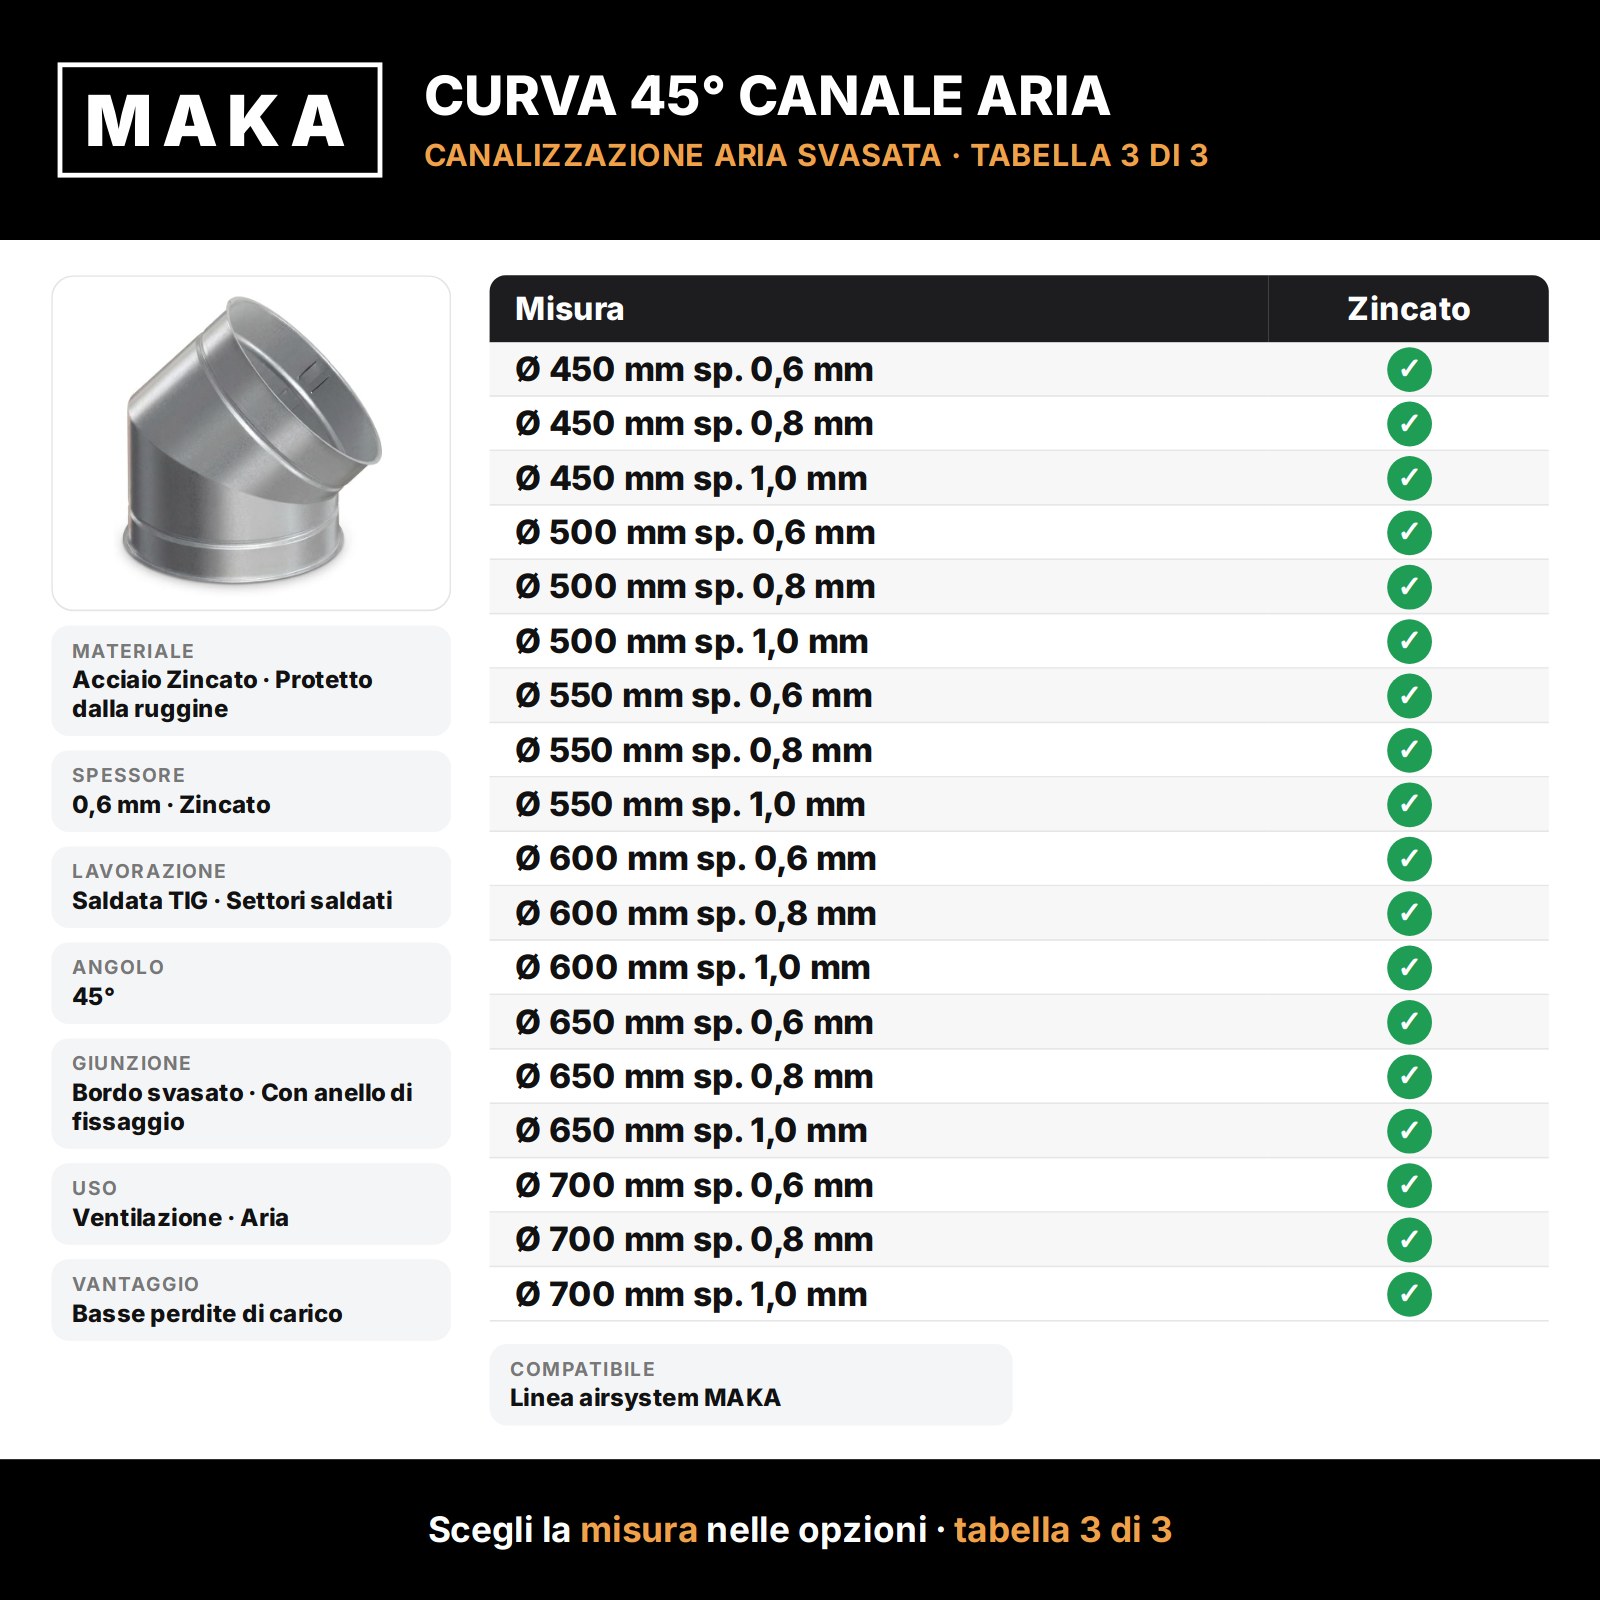 MAKA
CURVA 45° CANALE ARIA
CANALIZZAZIONE ARIA SVASATA · TABELLA 3 DI 3
MATERIALE
Acciaio Zincato · Protetto
dalla ruggine
SPESSORE
0,6 mm · Zincato
LAVORAZIONE
Saldata TIG · Settori saldati
ANGOLO
45°
GIUNZIONE
Bordo svasato · Con anello di
fissaggio
USO
Ventilazione · Aria
VANTAGGIO
Basse perdite di carico
Misura Zincato
Ø 450 mm sp. 0,6 mm ✓
Ø 450 mm sp. 0,8 mm ✓
Ø 450 mm sp. 1,0 mm ✓
Ø 500 mm sp. 0,6 mm ✓
Ø 500 mm sp. 0,8 mm ✓
Ø 500 mm sp. 1,0 mm ✓
Ø 550 mm sp. 0,6 mm ✓
Ø 550 mm sp. 0,8 mm ✓
Ø 550 mm sp. 1,0 mm ✓
Ø 600 mm sp. 0,6 mm ✓
Ø 600 mm sp. 0,8 mm ✓
Ø 600 mm sp. 1,0 mm ✓
Ø 650 mm sp. 0,6 mm ✓
Ø 650 mm sp. 0,8 mm ✓
Ø 650 mm sp. 1,0 mm ✓
Ø 700 mm sp. 0,6 mm ✓
Ø 700 mm sp. 0,8 mm ✓
Ø 700 mm sp. 1,0 mm ✓
COMPATIBILE
Linea airsystem MAKA
Scegli la misura nelle opzioni · tabella 3 di 3